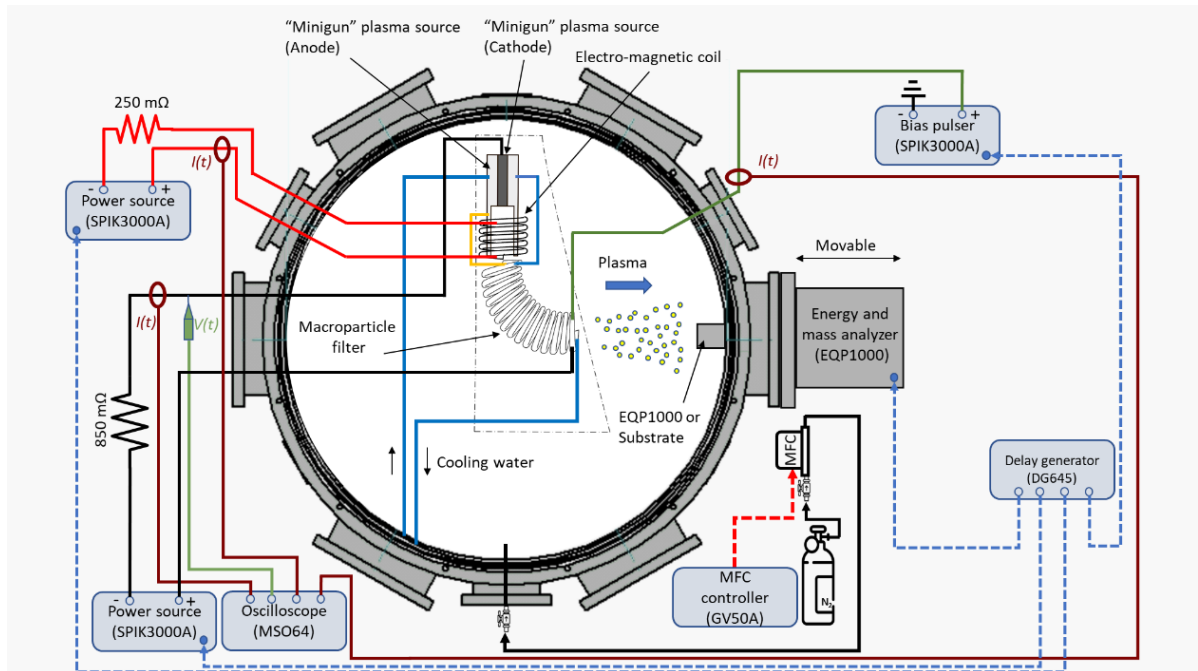 “Minigun” plasma source
(Anode)
“Minigun” plasma source
(Cathode)
Electro-magnetic coil
250 mΩ
I(t)
- +
Power source
(SPIK3000A)
- +
Bias pulser
(SPIK3000A)
I(t)
Movable
Plasma
Energy and
mass analyzer
(EQP1000)
I(t)
V(t)
Macroparticle
filter
850 mΩ
EQP1000 or
Substrate
Cooling water
MFC
Delay generator
(DG645)
MFC
controller
(GV50A)
N₂
- +
Power source
(SPIK3000A)
Oscilloscope
(MSO64)